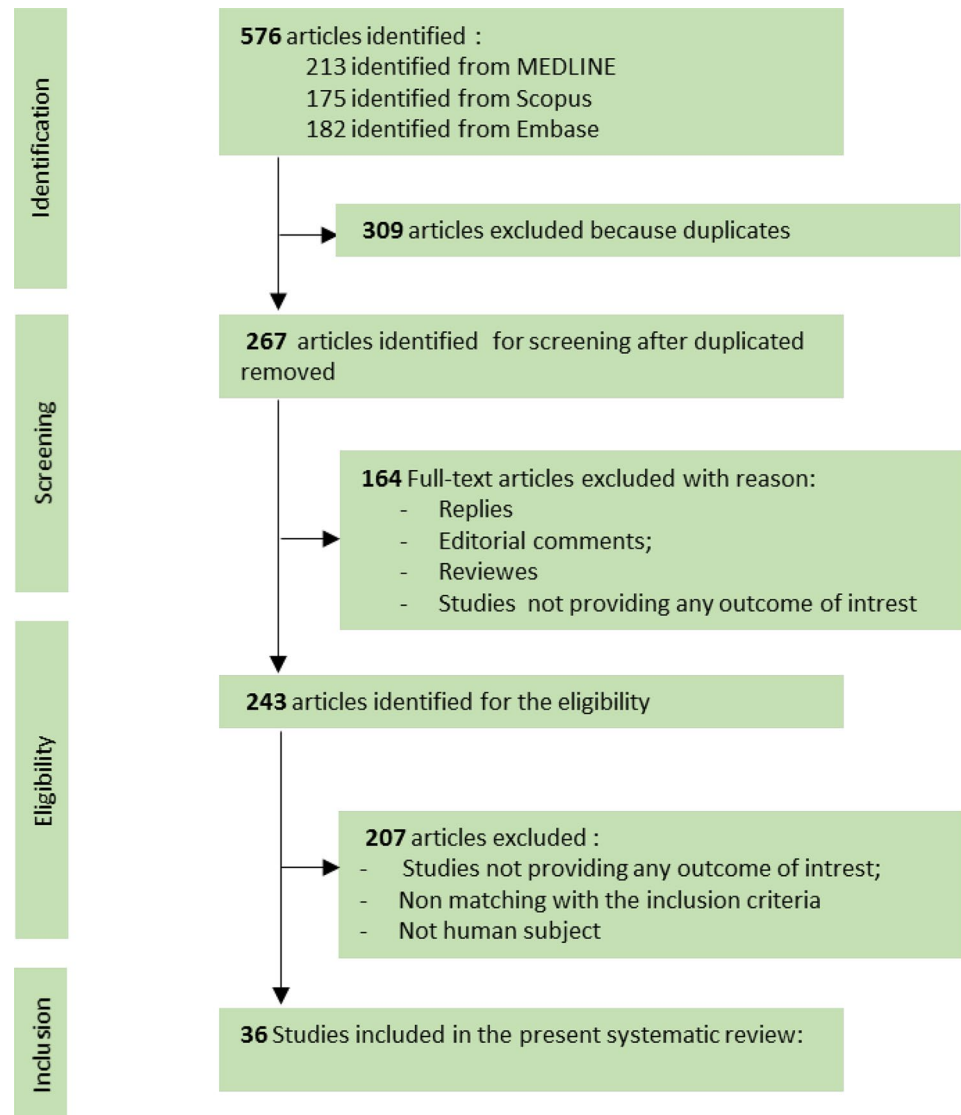 Identification
576 articles identified :
213 identified from MEDLINE
175 identified from Scopus
182 identified from Embase
309 articles excluded because duplicates
Screening
267 articles identified for screening after duplicated
removed
164 Full-text articles excluded with reason:
- Replies
- Editorial comments;
- Reviewes
- Studies not providing any outcome of intrest
Eligibility
243 articles identified for the eligibility
207 articles excluded :
- Studies not providing any outcome of intrest;
- Non matching with the inclusion criteria
- Not human subject
Inclusion
36 Studies included in the present systematic review: